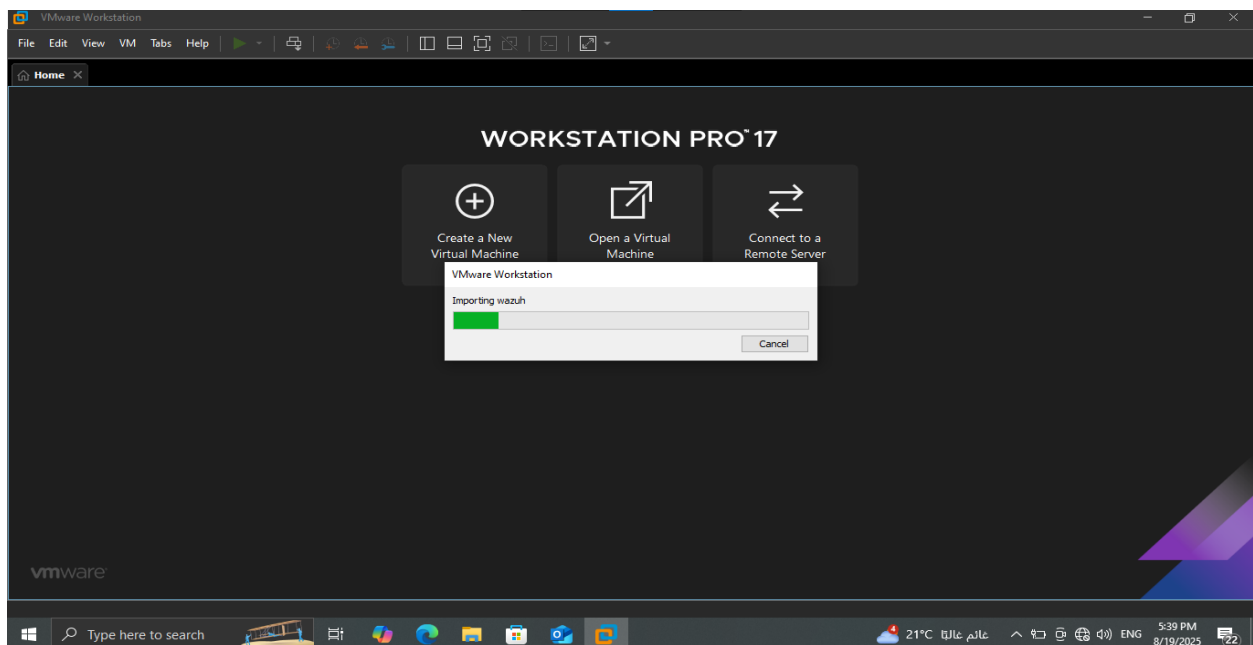 VMware Workstation
File Edit View VM Tabs Help
Home
WORKSTATION PRO™ 17
Create a New
Virtual Machine
Open a Virtual
Machine
Connect to a
Remote Server
VMware Workstation
Importing wazuh
Cancel
vmware
Type here to search
4
21°C غائم غالبًا
ENG
5:39 PM
8/19/2025
22